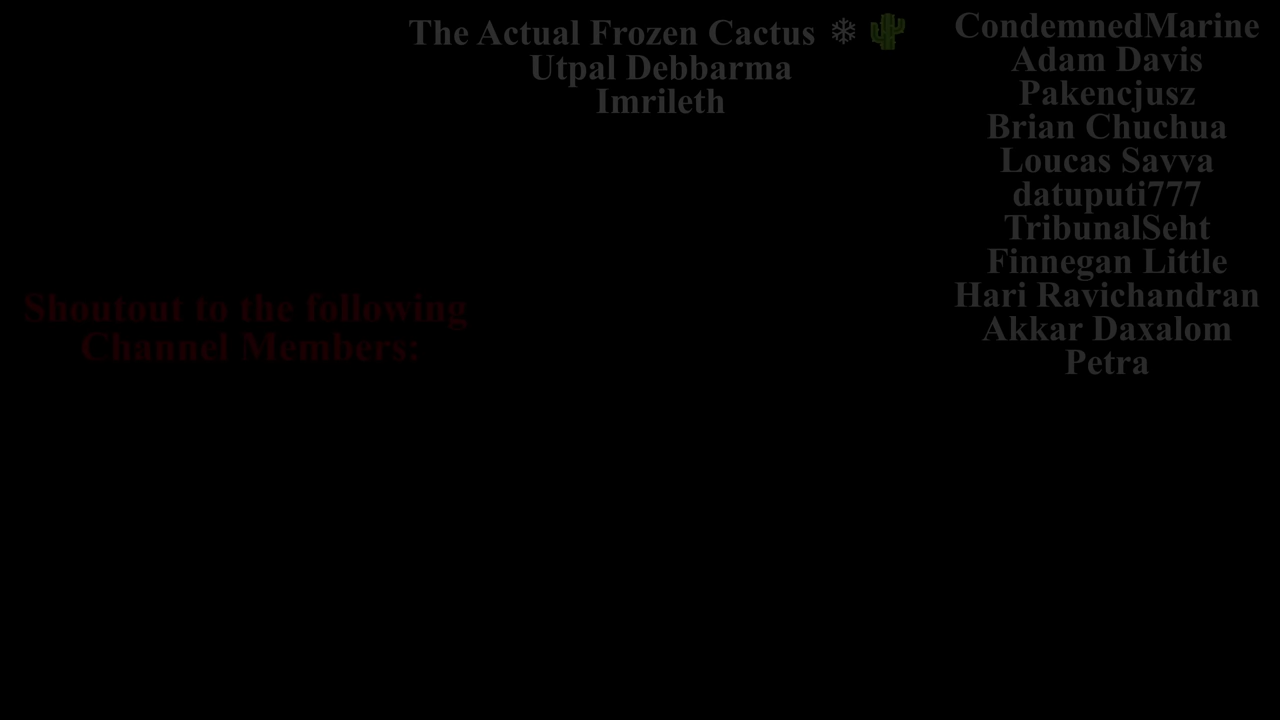 Shoutout to the following
Channel Members:
The Actual Frozen Cactus ❄ 🌵
Utpal Debbarma
Imrileth
CondemnedMarine
Adam Davis
Pakencjusz
Brian Chuchua
Loucas Savva
datuputi777
TribunalSeht
Finnegan Little
Hari Ravichandran
Akkar Daxalom
Petra